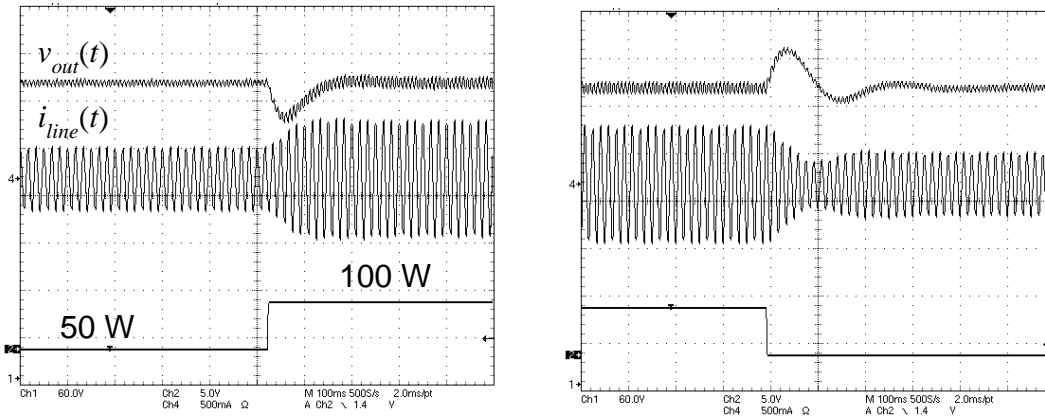 v_out(t)
i_line(t)
4→
100 W
50 W
2→
1→
Ch1 60.0V Ch2 5.0V M 100ms 500S/s 2.0ms/pt
Ch4 500mA Ω A Ch2 ∖ 1.4 V
4→
2→
1→
Ch1 60.0V Ch2 5.0V M 100ms 500S/s 2.0ms/pt
Ch4 500mA Ω A Ch2 ∖ 1.4 V